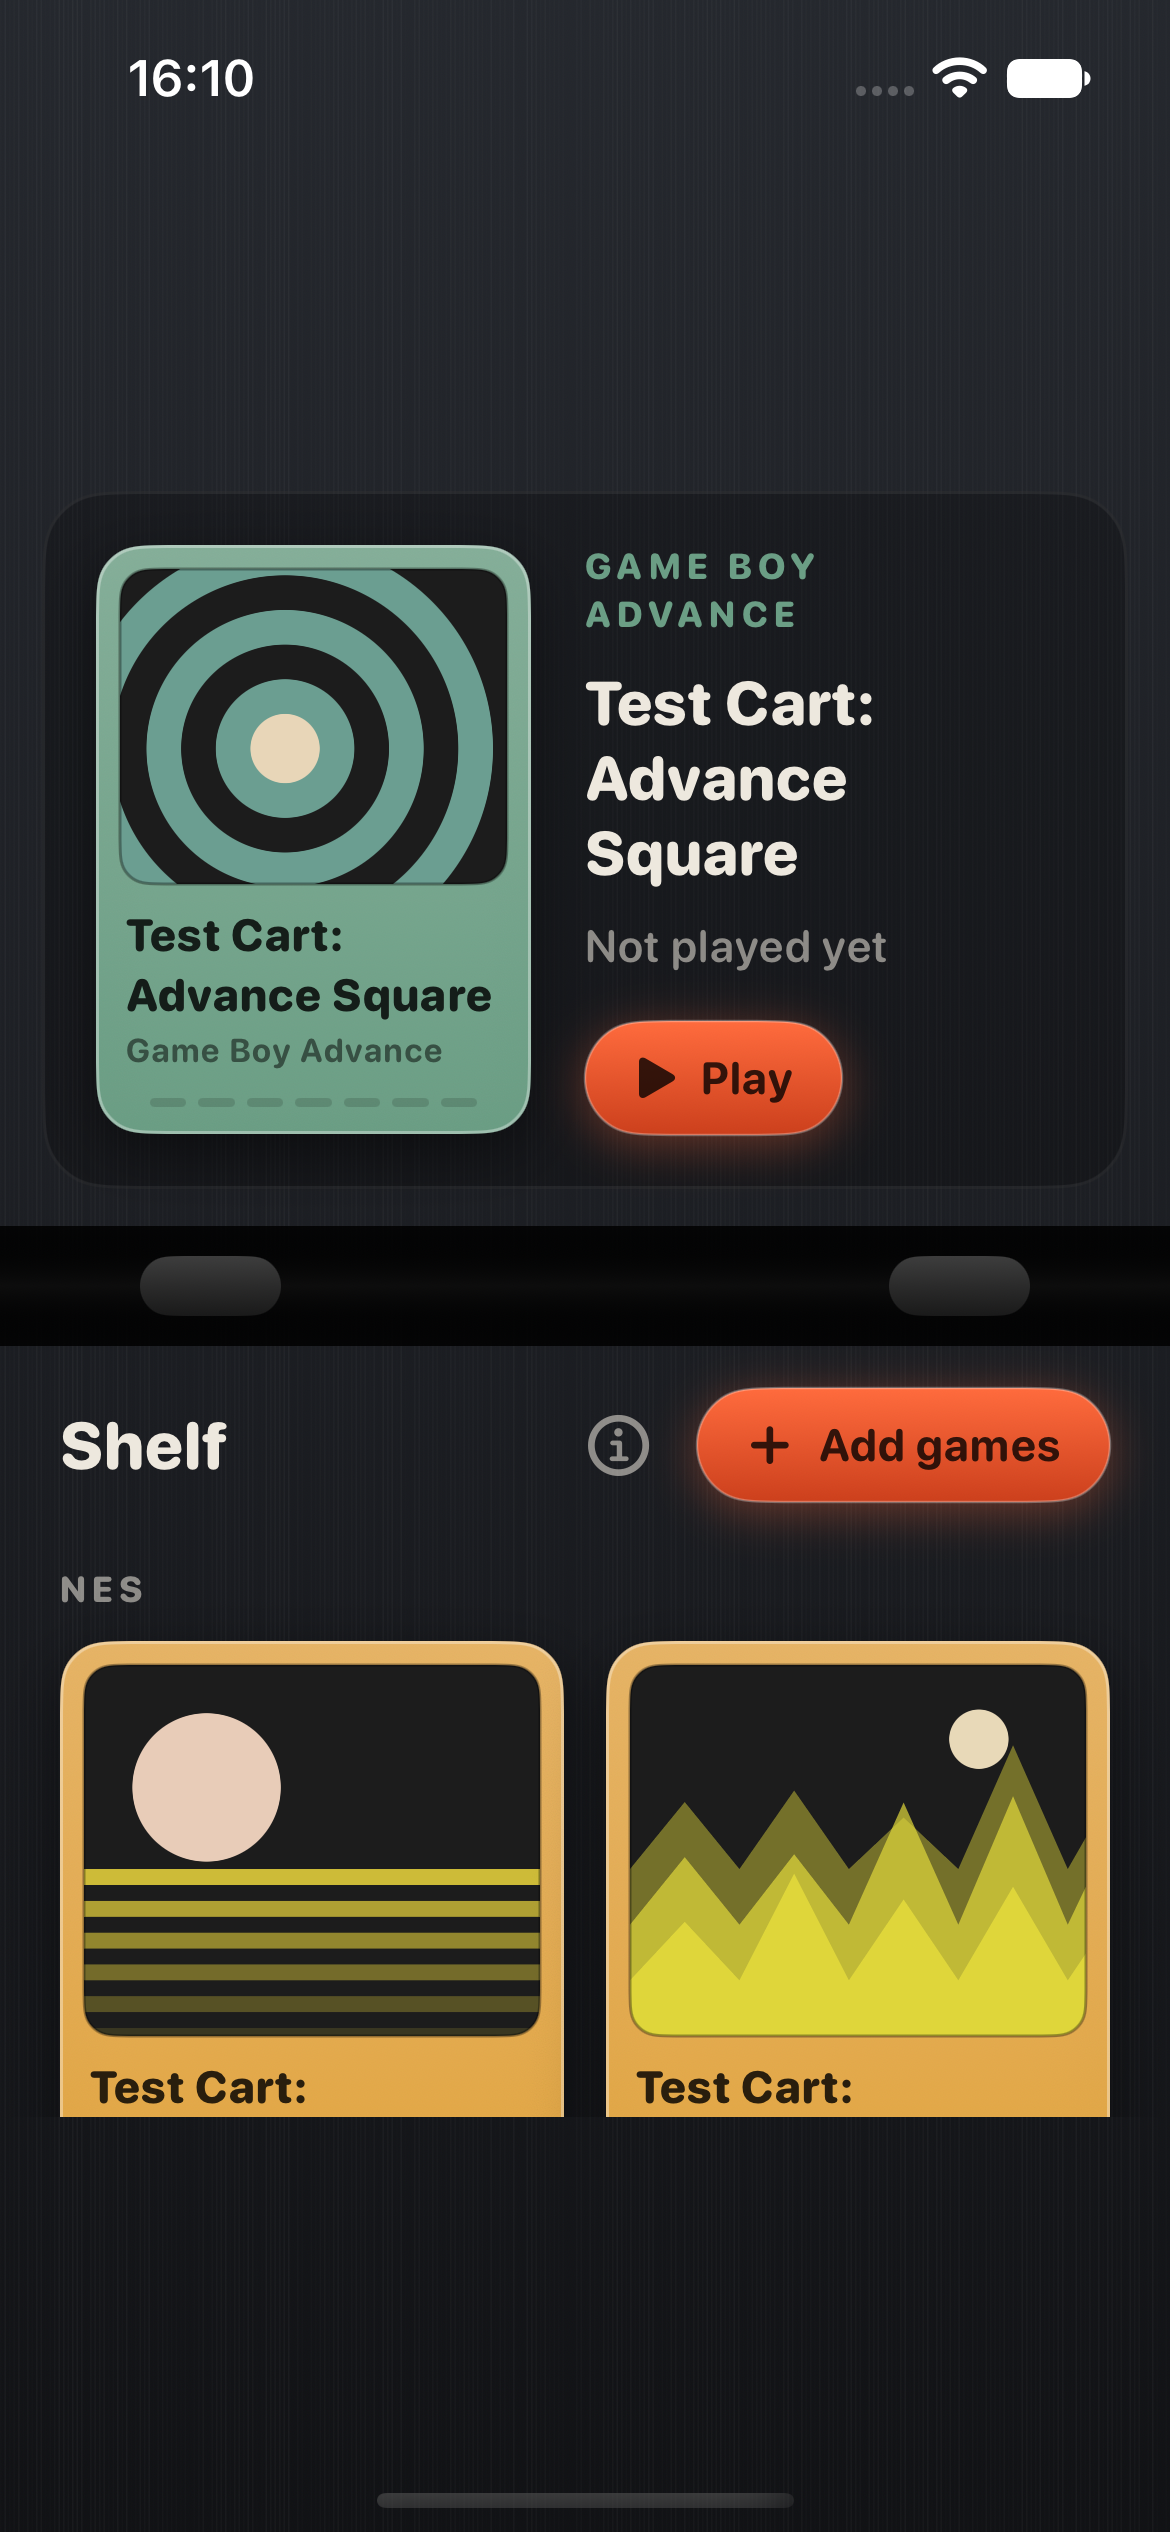 16:10
GAME BOY
ADVANCE
Test Cart:
Advance
Square
Not played yet
Play
Test Cart:
Advance Square
Game Boy Advance
Shelf
Add games
NES
Test Cart:
Test Cart: